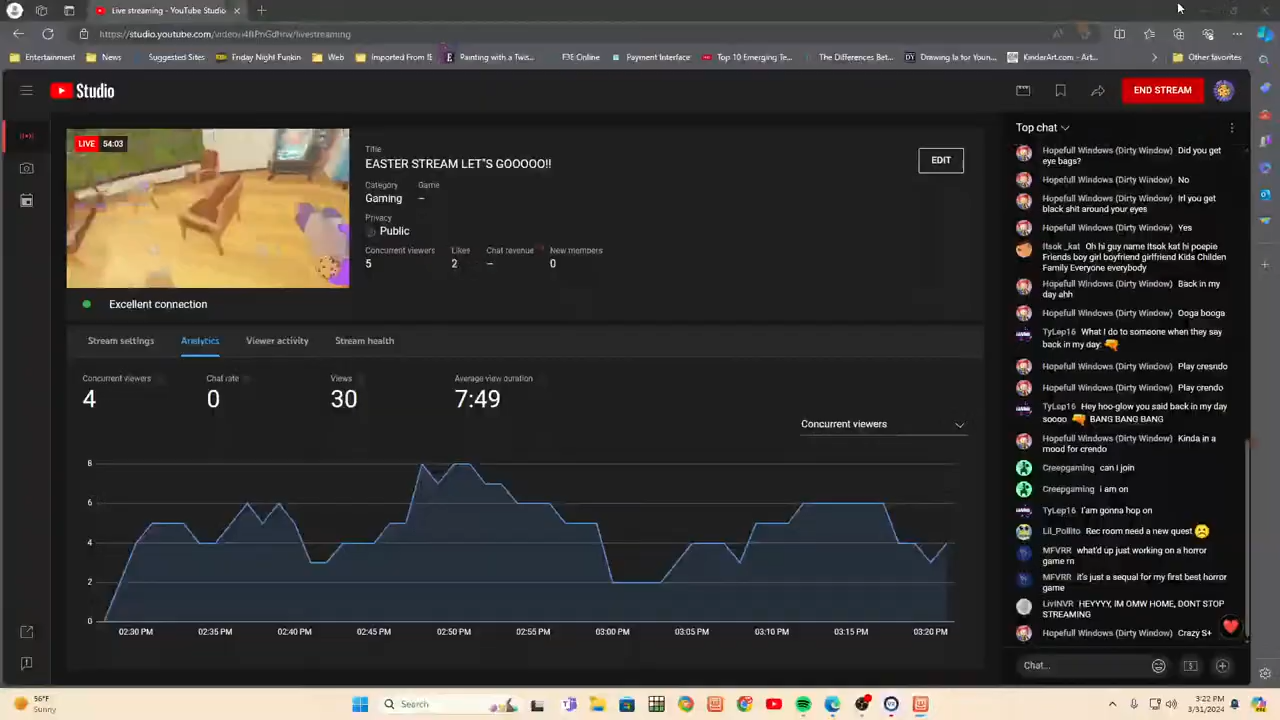 Live streaming - YouTube Studio
Entertainment
News
Suggested Sites
Friday Night Funkin
Web
Painting with a Twis...
Online
Payment Interface
Top 10 Emerging Te...
The Differences Bet...
Drawing Ia for Youn...
KinderArt.com - Art...
Other favorites
Studio
END STREAM
LIVE 54:03
Title
EASTER STREAM LET"S GOOOOO!!
EDIT
Category Game
Gaming –
Privacy
Public
Concurrent viewers Likes Chat revenue New members
5 2 – 0
Excellent connection
Stream settings Analytics Viewer activity Stream health
Concurrent viewers Chat rate Views Average view duration
4 0 30 7:49
Concurrent viewers
8
6
4
2
0
02:30 PM 02:35 PM 02:40 PM 02:45 PM 02:50 PM 02:55 PM 03:00 PM 03:05 PM 03:10 PM 03:15 PM 03:20 PM
Top chat
Hopefull Windows (Dirty Window) Did you get
eye bags?
Hopefull Windows (Dirty Window) No
Hopefull Windows (Dirty Window) Irl you get
black shit around your eyes
Hopefull Windows (Dirty Window) Yes
Itsok_kat Oh hi guy name Itsok kat hi poepie
Friends boy girl boyfriend girlfriend Kids Childen
Family Everyone everybody
Hopefull Windows (Dirty Window) Back in my
day ahh
Hopefull Windows (Dirty Window) Ooga booga
TyLep16 What I do to someone when they say
back in my day:
Hopefull Windows (Dirty Window) Play cresndo
Hopefull Windows (Dirty Window) Play crendo
TyLep16 Hey hoo-glow you said back in my day
soooo BANG BANG BANG
Hopefull Windows (Dirty Window) Kinda in a
mood for crendo
Creepgaming can i join
Creepgaming i am on
TyLep16 I'am gonna hop on
Lil_Pollito Rec room need a new quest
MFVRR what'd up just working on a horror
game rn
MFVRR it's just a sequal for my first best horror
game
LivINVR HEYYYY, IM OMW HOME, DONT STOP
STREAMING
Hopefull Windows (Dirty Window) Crazy S+
Chat...
56°F
Sunny
Search
3:22 PM
3/31/2024